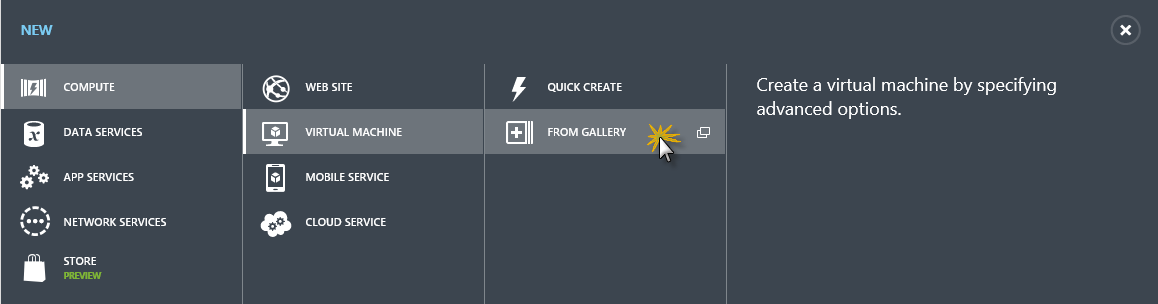 NEW
COMPUTE
DATA SERVICES
APP SERVICES
NETWORK SERVICES
STORE
PREVIEW
WEB SITE
VIRTUAL MACHINE
MOBILE SERVICE
CLOUD SERVICE
QUICK CREATE
FROM GALLERY
Create a virtual machine by specifying
advanced options.